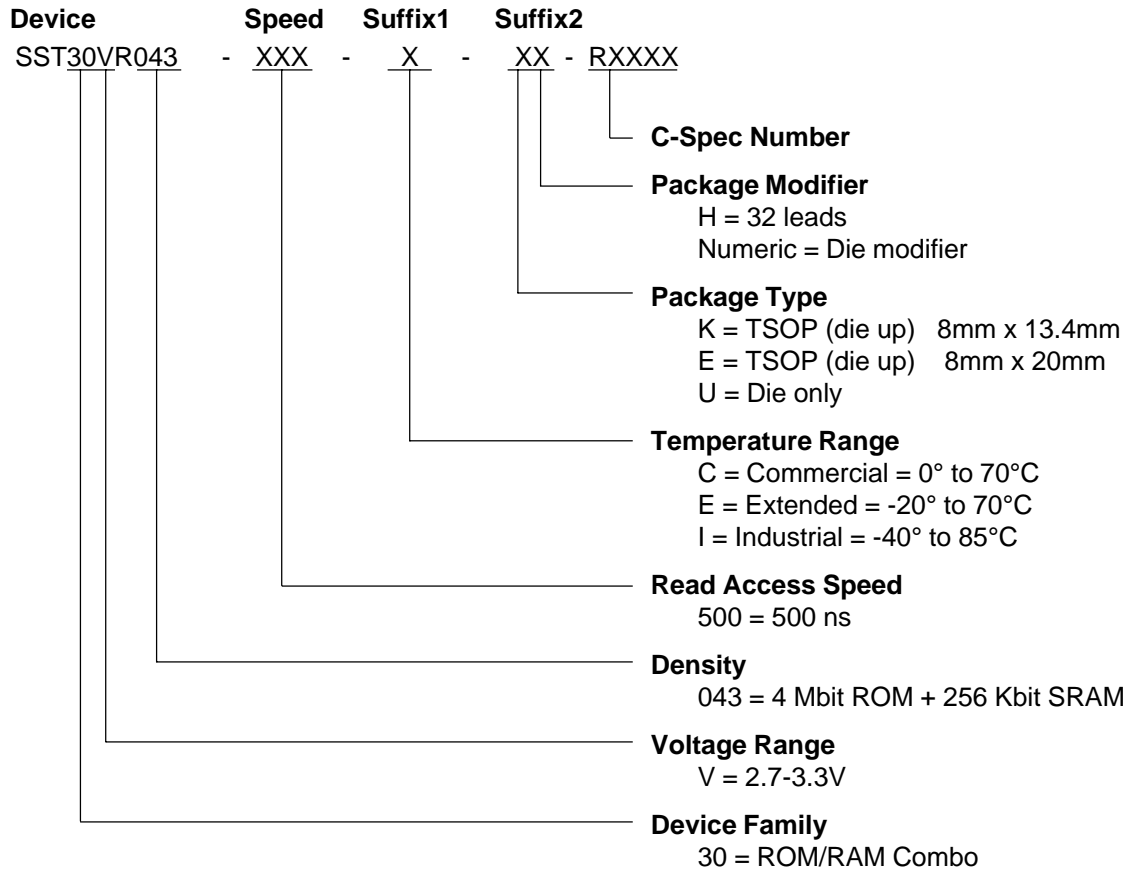 Device Speed Suffix1 Suffix2
SST30VR043 - XXX - X - XX - RXXXX
C-Spec Number
Package Modifier
H = 32 leads
Numeric = Die modifier
Package Type
K = TSOP (die up) 8mm x 13.4mm
E = TSOP (die up) 8mm x 20mm
U = Die only
Temperature Range
C = Commercial = 0° to 70°C
E = Extended = -20° to 70°C
I = Industrial = -40° to 85°C
Read Access Speed
500 = 500 ns
Density
043 = 4 Mbit ROM + 256 Kbit SRAM
Voltage Range
V = 2.7-3.3V
Device Family
30 = ROM/RAM Combo